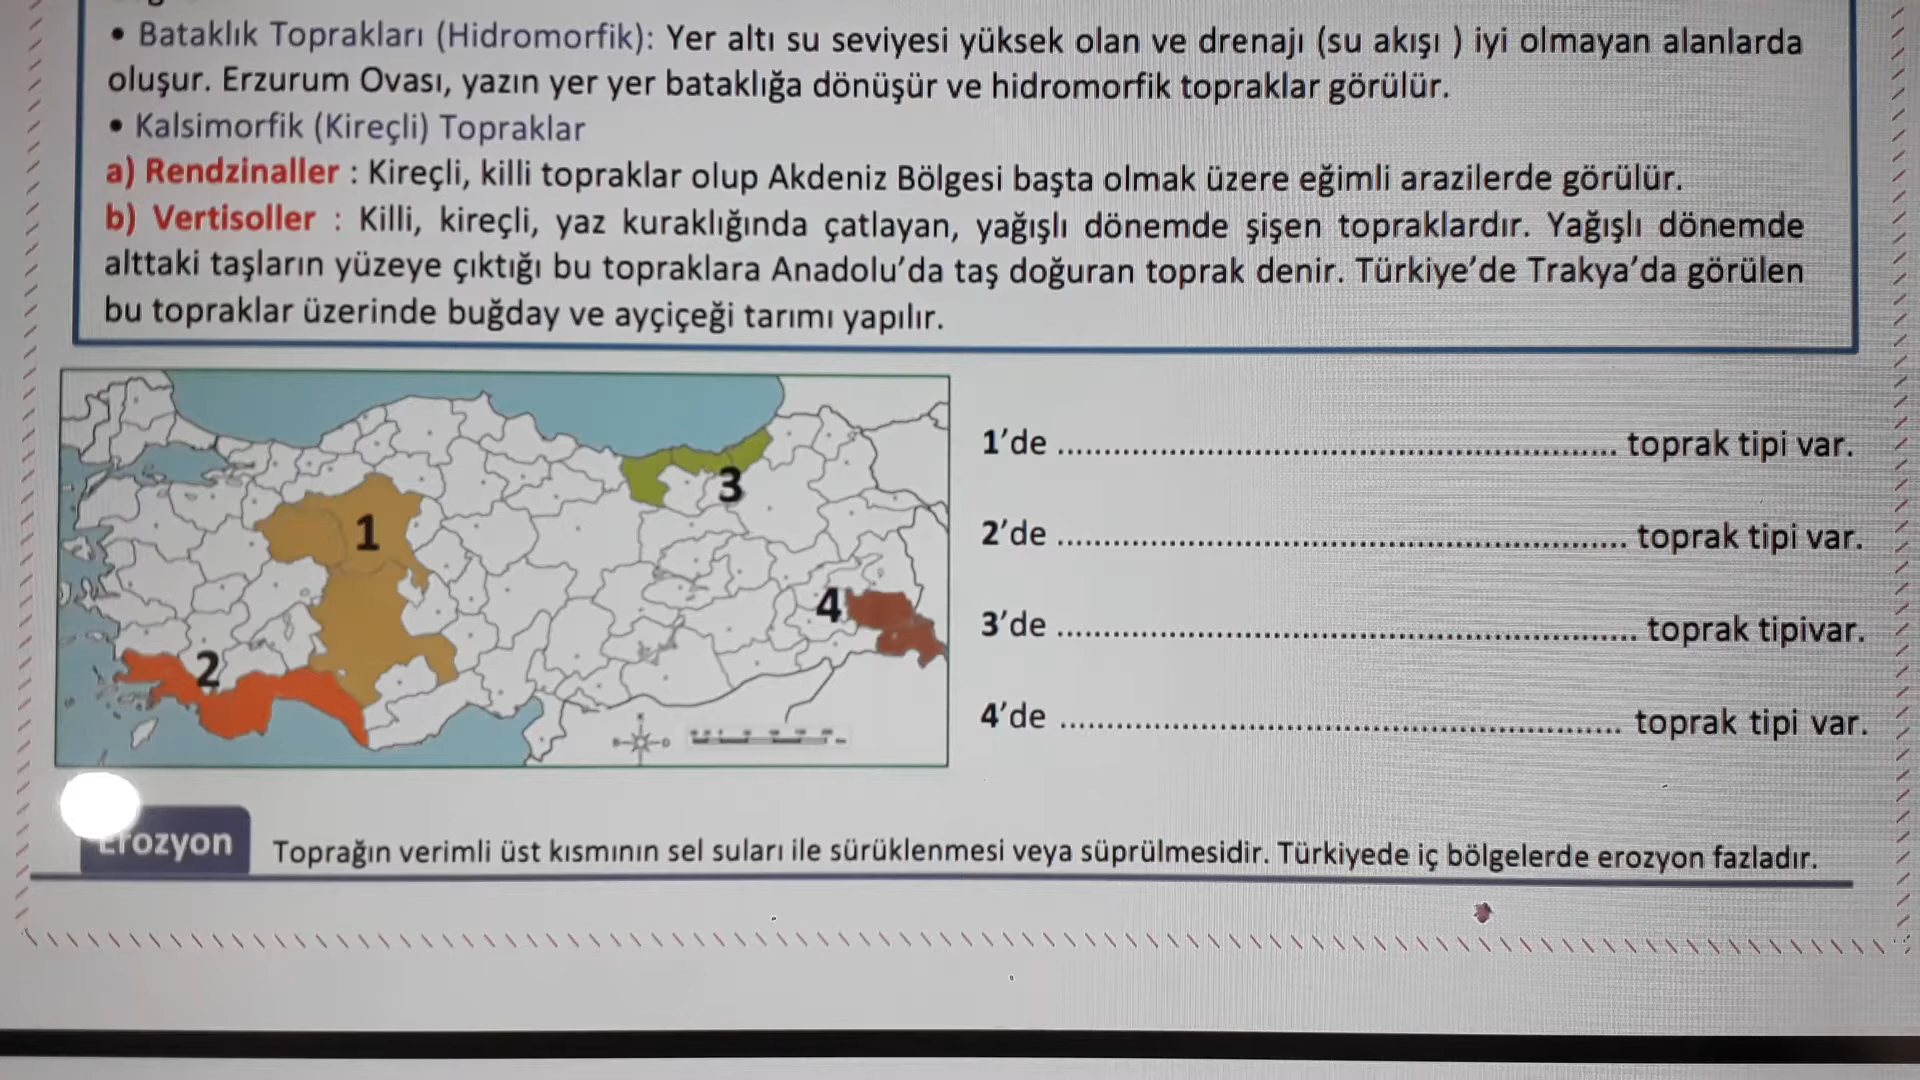 • Bataklık Toprakları (Hidromorfik): Yer altı su seviyesi yüksek olan ve drenajı (su akışı ) iyi olmayan alanlarda
oluşur. Erzurum Ovası, yazın yer yer bataklığa dönüşür ve hidromorfik topraklar görülür.
• Kalsimorfik (Kireçli) Topraklar
a) Rendzinaller : Kireçli, killi topraklar olup Akdeniz Bölgesi başta olmak üzere eğimli arazilerde görülür.
b) Vertisoller : Killi, kireçli, yaz kuraklığında çatlayan, yağışlı dönemde şişen topraklardır. Yağışlı dönemde
alttaki taşların yüzeye çıktığı bu topraklara Anadolu’da taş doğuran toprak denir. Türkiye’de Trakya’da görülen
bu topraklar üzerinde buğday ve ayçiçeği tarımı yapılır.
1
2
3
4
1’de .............................................................. toprak tipi var.
2’de .............................................................. toprak tipi var.
3’de .............................................................. toprak tipivar.
4’de .............................................................. toprak tipi var.
Erozyon
Toprağın verimli üst kısmının sel suları ile sürüklenmesi veya süprülmesidir. Türkiyede iç bölgelerde erozyon fazladır.